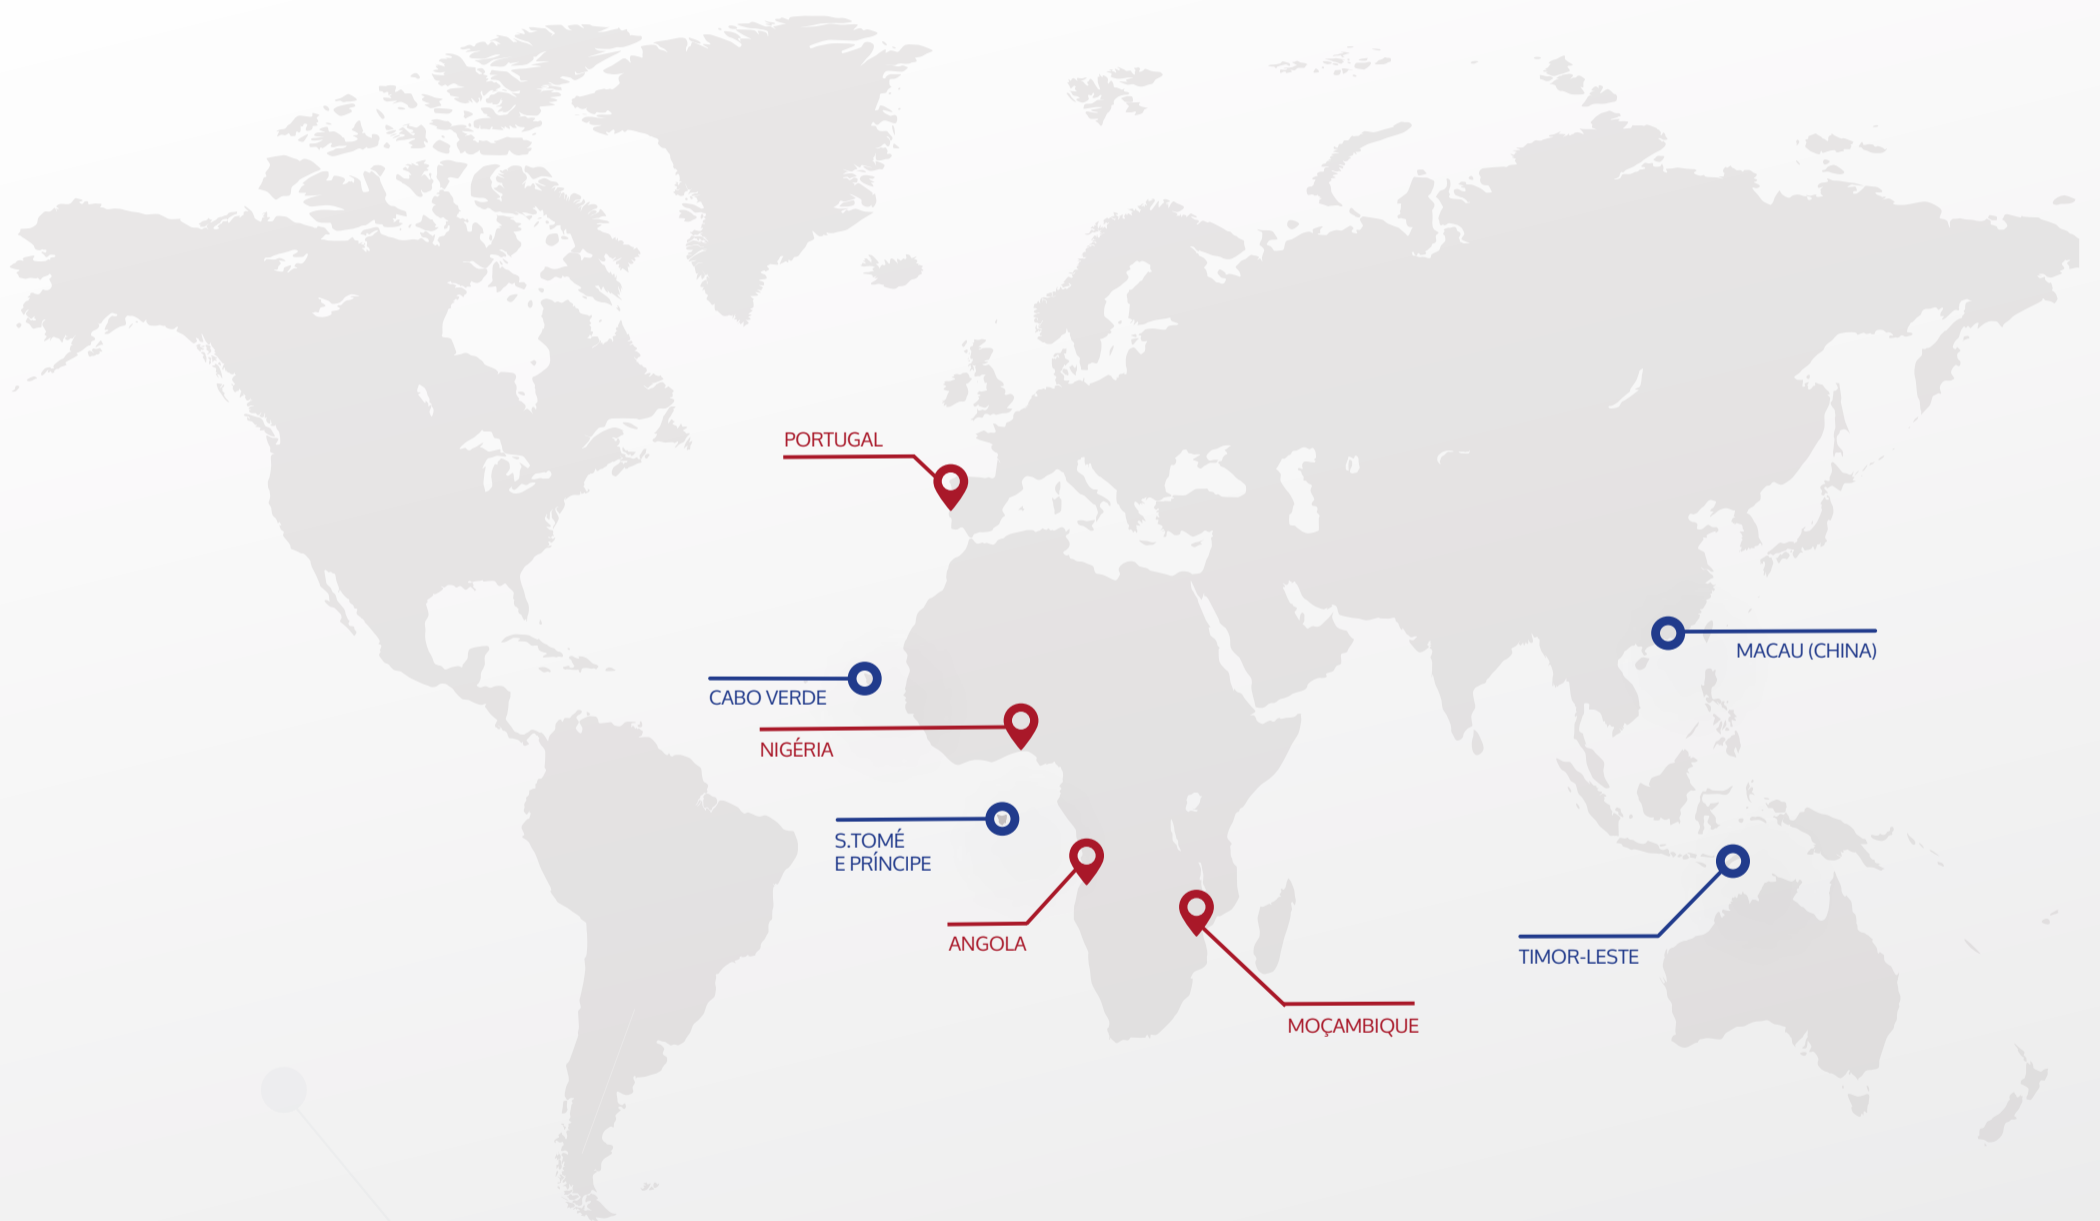 PORTUGAL
MACAU (CHINA)
CABO VERDE
NIGÉRIA
S.TOMÉ
E PRÍNCIPE
ANGOLA
TIMOR-LESTE
MOÇAMBIQUE